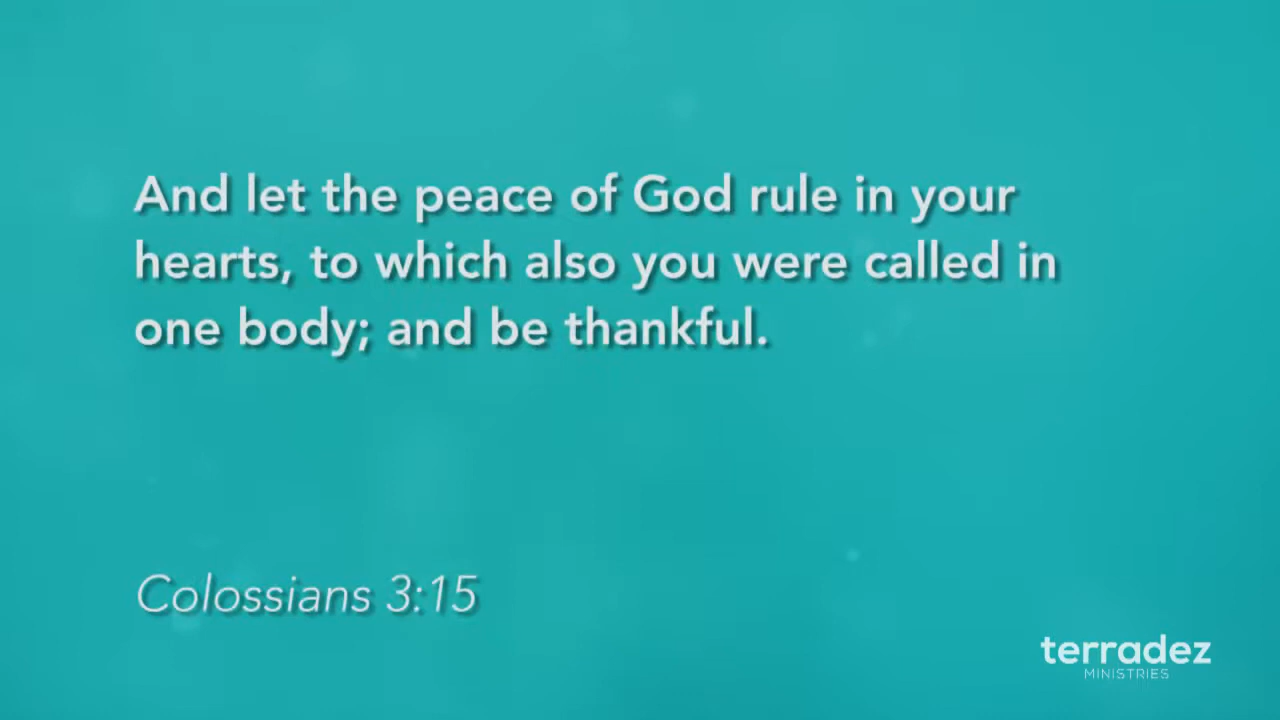 And let the peace of God rule in your
hearts, to which also you were called in
one body; and be thankful.
Colossians 3:15
terradez
MINISTRIES